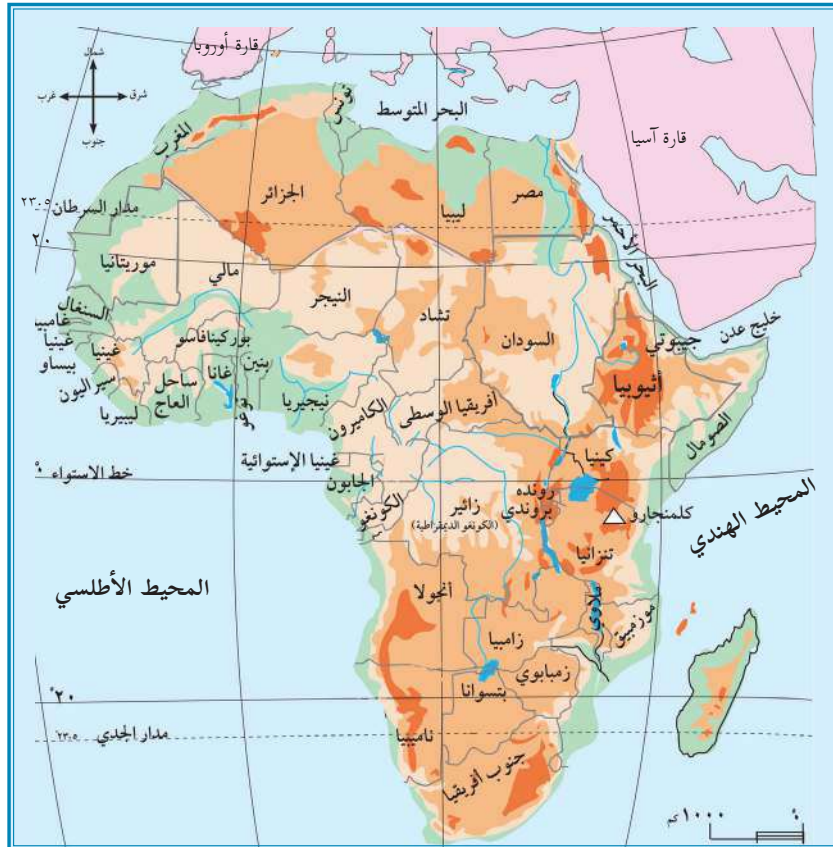 قارة أوروبا
شمال
شرق
غرب
جنوب
البحر المتوسط
قارة آسيا
تونس
المغرب
الجزائر
ليبيا
مصر
٢٣.٥
مدار السرطان
٢٠
البحر الأحمر
موريتانيا
مالي
النيجر
تشاد
السودان
خليج عدن
جيبوتي
أثيوبيا
الصومال
السنغال
غامبيا
غينيا
بيساو
غينيا
سيراليون
ليبيريا
بوركينافاسو
ساحل
العاج
غانا
توغو
بنين
نيجيريا
الكاميرون
أفريقيا الوسطى
غينيا الإستوائية
الجابون
الكونغو
خط الاستواء
٠°
زائير
(الكونغو الديمقراطية)
رونده
بروندي
كينيا
كلمنجارو
المحيط الهندي
تنزانيا
المحيط الأطلسي
أنجولا
زامبيا
ملاوي
موزمبيق
زمبابوي
بتسوانا
ناميبيا
٢٠°
مدار الجدي
٢٣.٥
جنوب افريقيا
١٠٠٠ كم